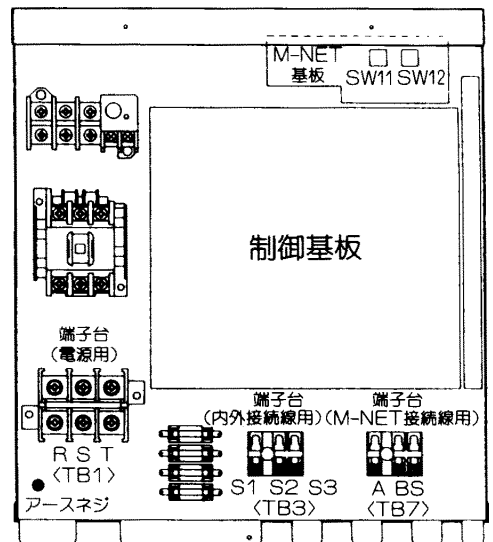 M-NET
基板
SW11 SW12
制御基板
端子台
(電源用)
端子台
(内外接続線用)
端子台
(M-NET接続線用)
R S T
〈TB1〉
S1 S2 S3
〈TB3〉
A BS
〈TB7〉
アースネジ